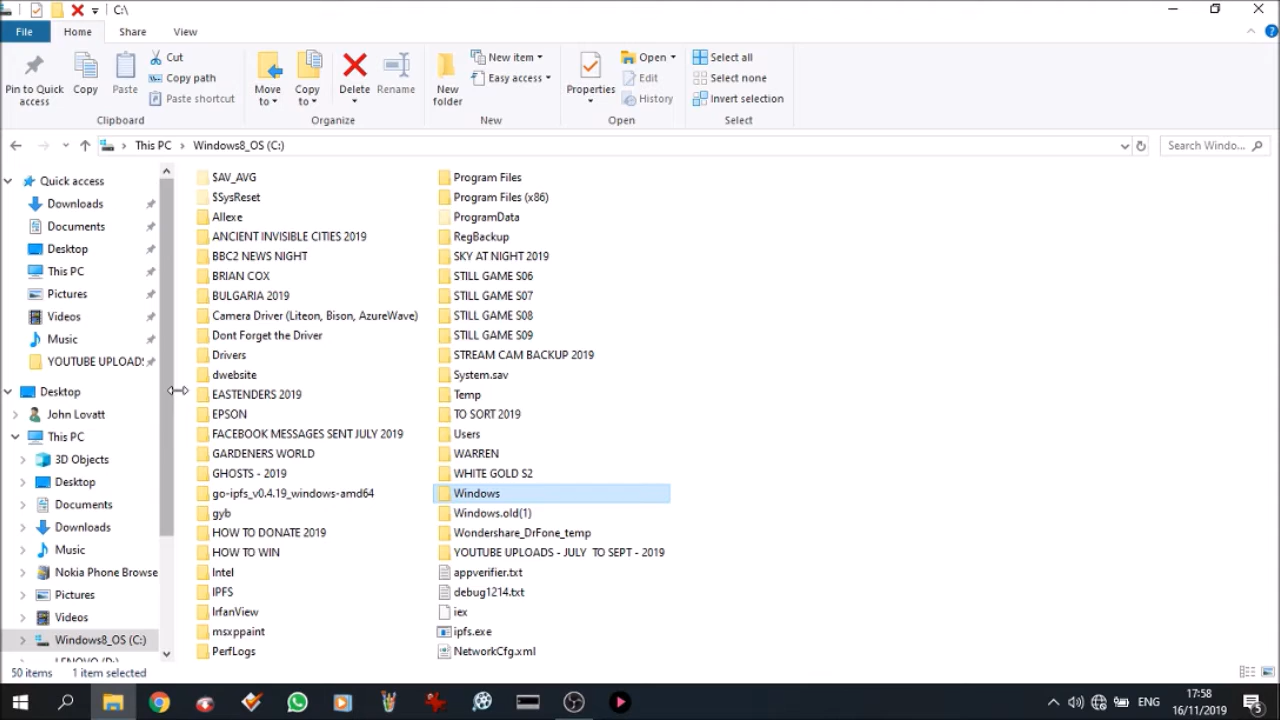 C:\
File Home Share View
Pin to Quick access
Copy
Paste
Cut
Copy path
Paste shortcut
Clipboard
Move to
Copy to
Delete
Rename
Organize
New folder
New item
Easy access
New
Properties
Open
Edit
History
Open
Select all
Select none
Invert selection
Select
This PC > Windows8_OS (C:)
Search Windo...
Quick access
Downloads
Documents
Desktop
This PC
Pictures
Videos
Music
YOUTUBE UPLOADS
Desktop
John Lovatt
This PC
3D Objects
Desktop
Documents
Downloads
Music
Nokia Phone Browse
Pictures
Videos
Windows8_OS (C:)
LENOVO (D:)
$AV_AVG
$SysReset
Allexe
ANCIENT INVISIBLE CITIES 2019
BBC2 NEWS NIGHT
BRIAN COX
BULGARIA 2019
Camera Driver (Liteon, Bison, AzureWave)
Dont Forget the Driver
Drivers
dwebsite
EASTENDERS 2019
EPSON
FACEBOOK MESSAGES SENT JULY 2019
GARDENERS WORLD
GHOSTS - 2019
go-ipfs_v0.4.19_windows-amd64
gyb
HOW TO DONATE 2019
HOW TO WIN
Intel
IPFS
IrfanView
msxppaint
PerfLogs
Program Files
Program Files (x86)
ProgramData
RegBackup
SKY AT NIGHT 2019
STILL GAME S06
STILL GAME S07
STILL GAME S08
STILL GAME S09
STREAM CAM BACKUP 2019
System.sav
Temp
TO SORT 2019
Users
WARREN
WHITE GOLD S2
Windows
Windows.old(1)
Wondershare_DrFone_temp
YOUTUBE UPLOADS - JULY TO SEPT - 2019
appverifier.txt
debug1214.txt
iex
ipfs.exe
NetworkCfg.xml
50 items 1 item selected
ENG
17:58
16/11/2019
5